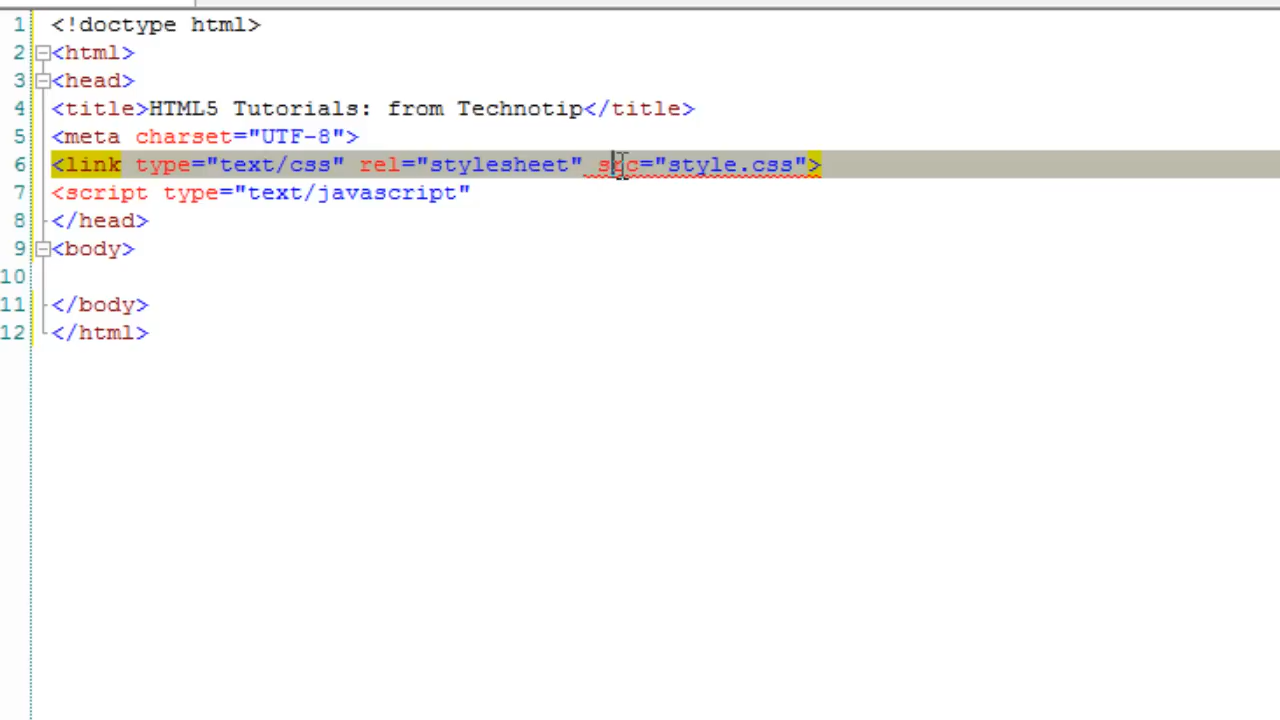 1 <!doctype html>
2 <html>
3 <head>
4 <title>HTML5 Tutorials: from Technotip</title>
5 <meta charset="UTF-8">
6 <link type="text/css" rel="stylesheet" src="style.css">
7 <script type="text/javascript"
8 </head>
9 <body>
10
11 </body>
12 </html>